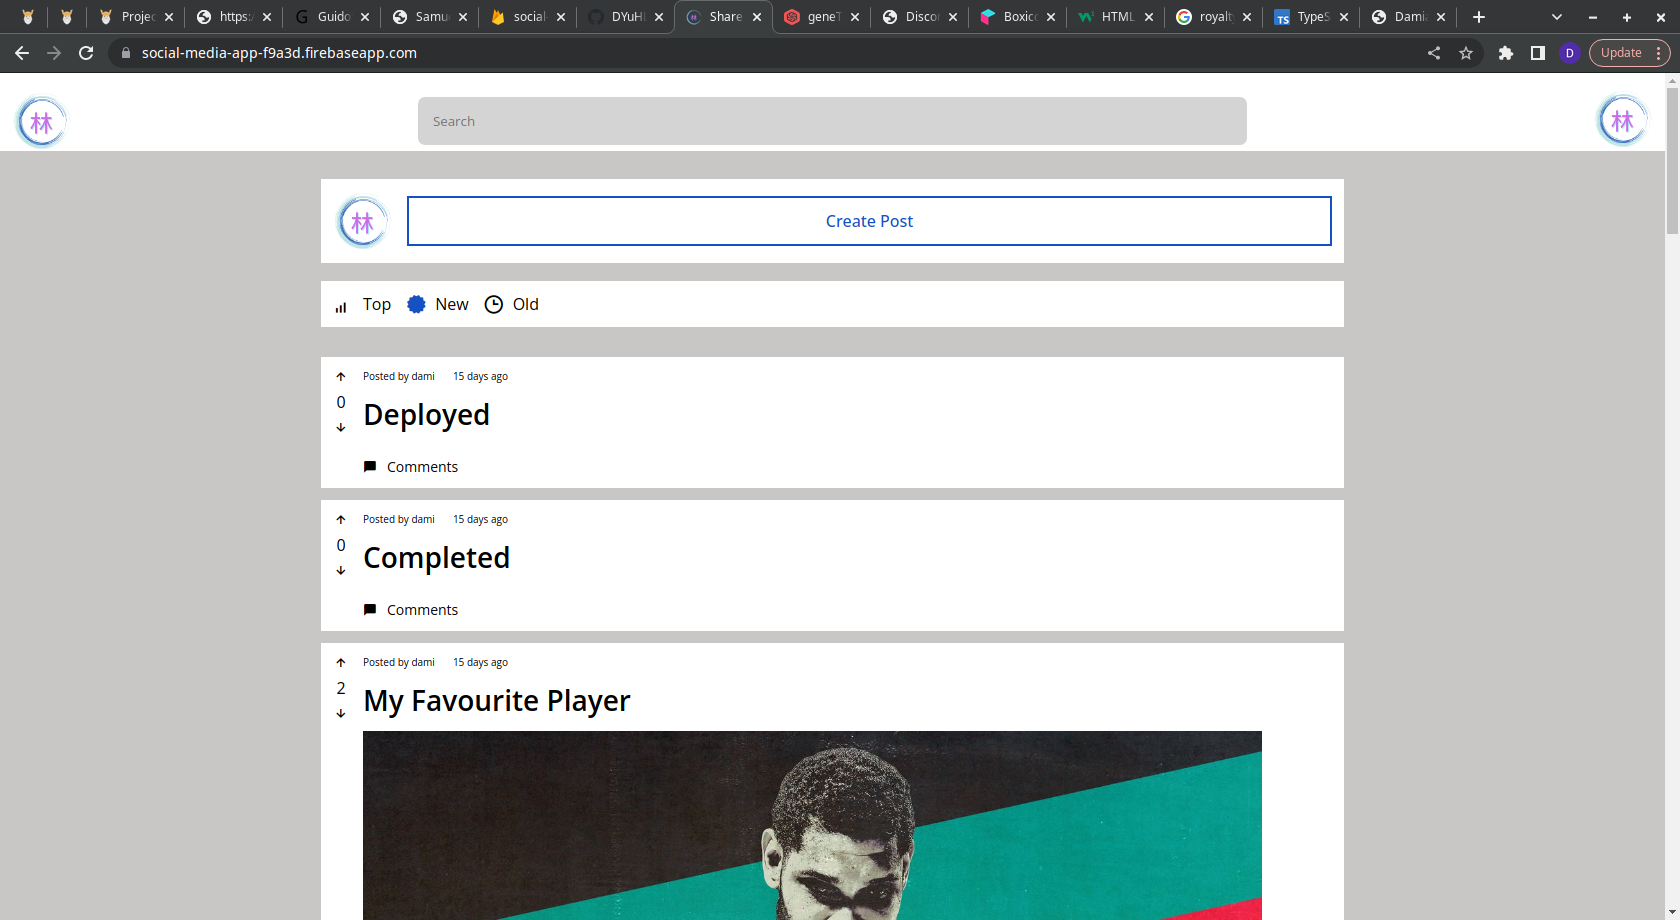 Projec
https:
Guido
Samu
social-
DYuH
Share
geneT
Disco
Boxic
HTML
royalt
TypeS
Dami
social-media-app-f9a3d.firebaseapp.com
D
Update
林
Search
林
林
Create Post
Top
New
Old
Posted by dami 15 days ago
0
Deployed
Comments
Posted by dami 15 days ago
0
Completed
Comments
Posted by dami 15 days ago
2
My Favourite Player